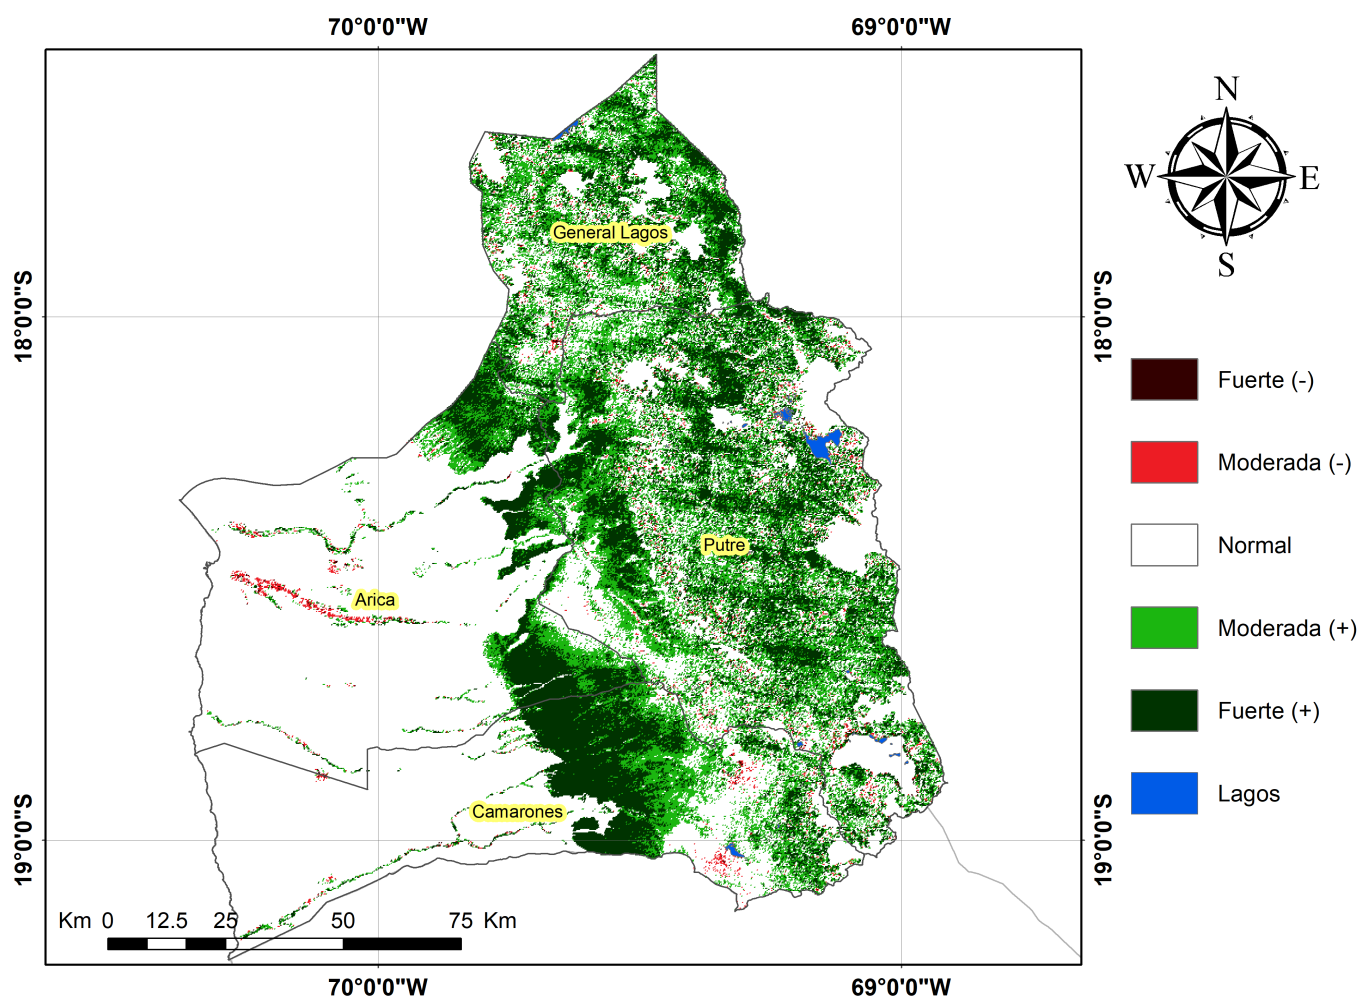 70°0'0"W 69°0'0"W
N
W E
S
General Lagos
18°0'0"S 18°0'0"S
Fuerte (-)
Moderada (-)
Normal
Putre
Arica
Moderada (+)
Fuerte (+)
Lagos
Camarones
19°0'0"S 19°0'0"S
Km 0 12.5 25 50 75 Km
70°0'0"W 69°0'0"W